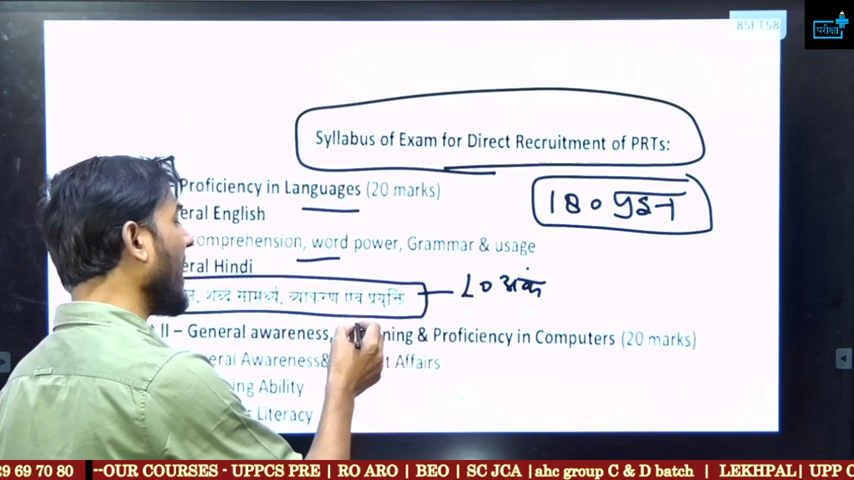 परीक्षा
Syllabus of Exam for Direct Recruitment of PRTs:
Proficiency in Languages (20 marks)
180 प्रश्न
eral English
comprehension, word power, Grammar & usage
eral Hindi
शब्द सामर्थ्य, व्याकरण एवं प्रयुक्ति
20 अंक
II – General awareness, ning & Proficiency in Computers (20 marks)
eral Awareness& t Affairs
ing Ability
Literacy
29 69 70 80 --OUR COURSES - UPPCS PRE | RO ARO | BEO | SC JCA |ahc group C & D batch | LEKHPAL| UPP C